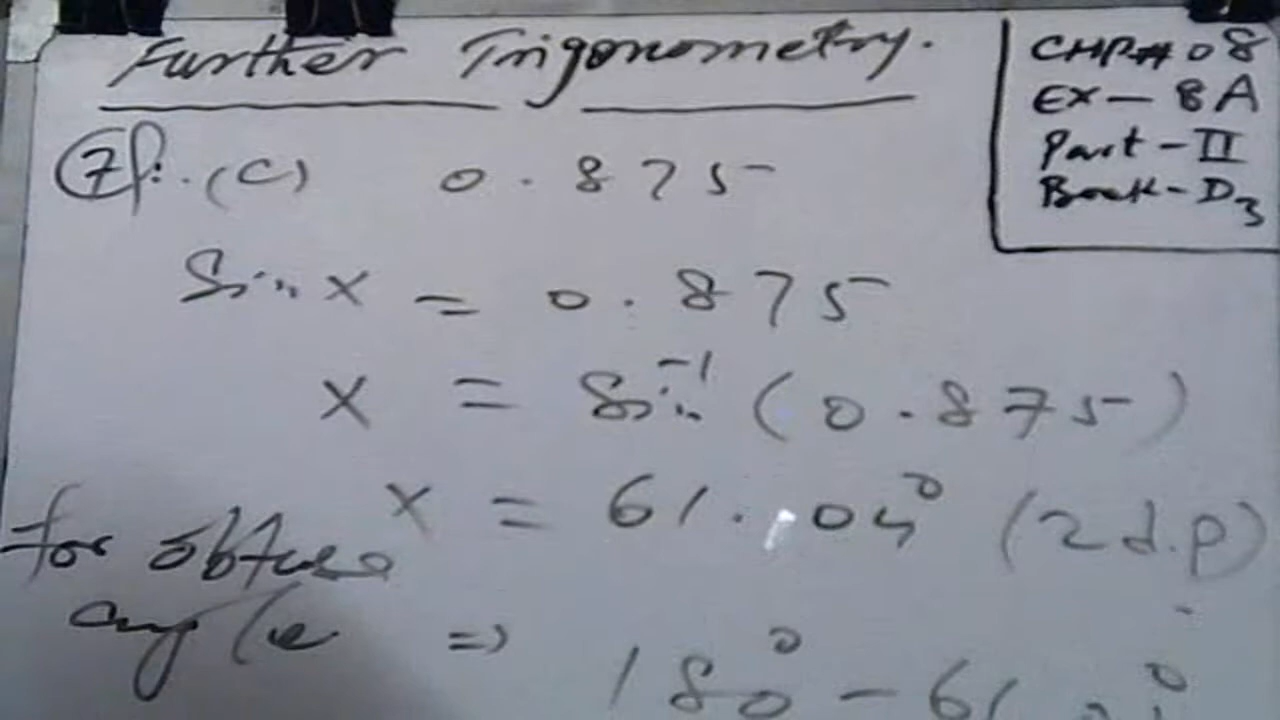 Further Trigonometry.
CHP# 08
EX - 8A
Part - II
Book - D3
7f: (C) 0.875
Sin x = 0.875
x = Sin⁻¹ (0.875)
x = 61.04° (2 d.p)
for obtuse
angle => 180° - 61